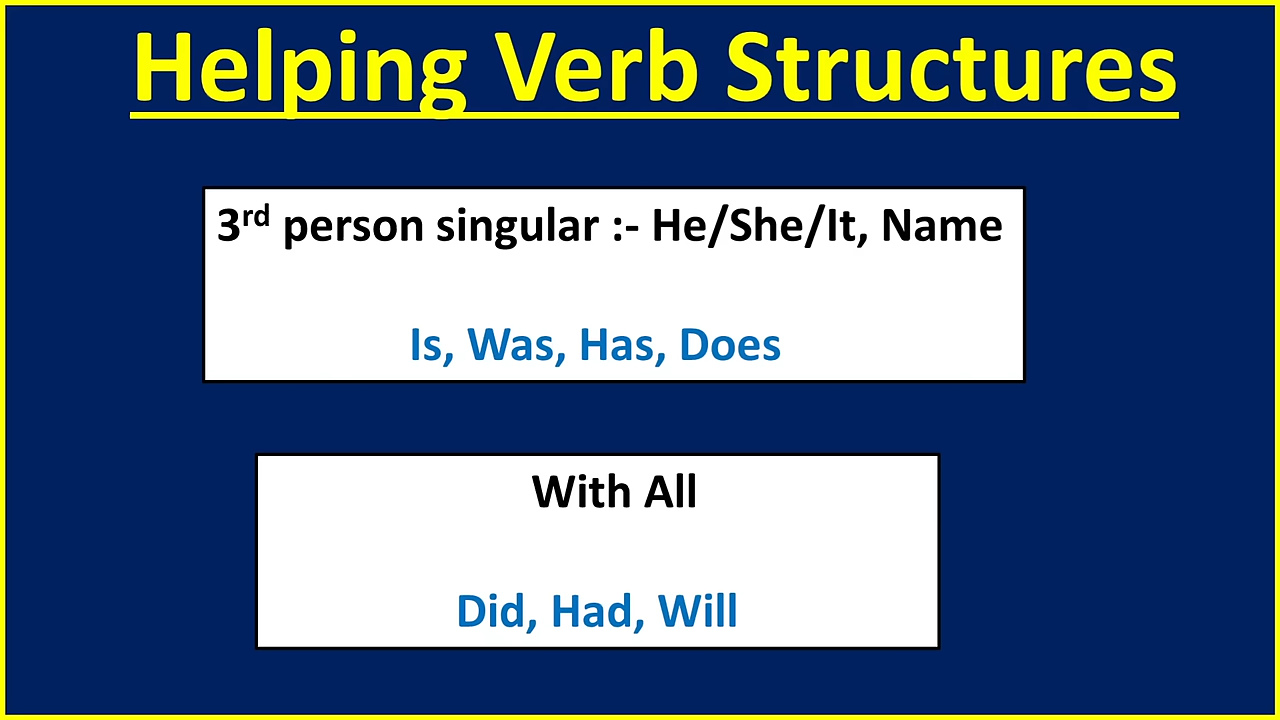 Helping Verb Structures
3rd person singular :- He/She/It, Name
Is, Was, Has, Does
With All
Did, Had, Will